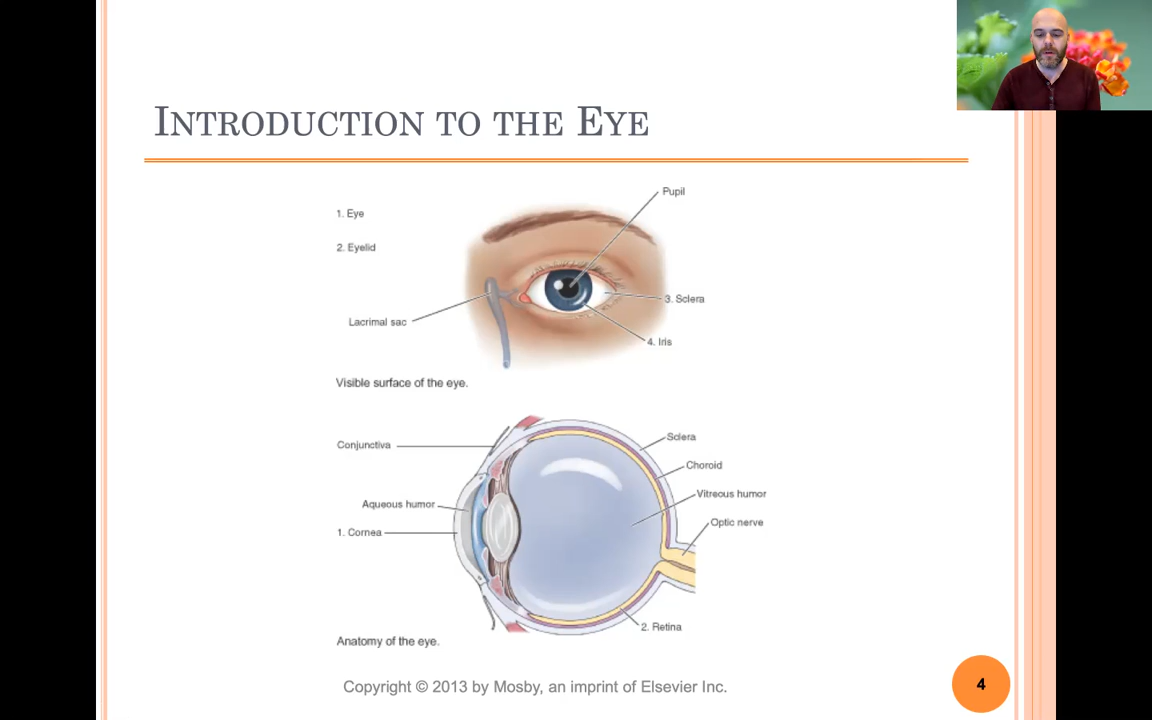 INTRODUCTION TO THE EYE
Pupil
1. Eye
2. Eyelid
3. Sclera
Lacrimal sac
4. Iris
Visible surface of the eye.
Conjunctiva
Sclera
Choroid
Vitreous humor
Aqueous humor
Optic nerve
1. Cornea
2. Retina
Anatomy of the eye.
Copyright © 2013 by Mosby, an imprint of Elsevier Inc.
4